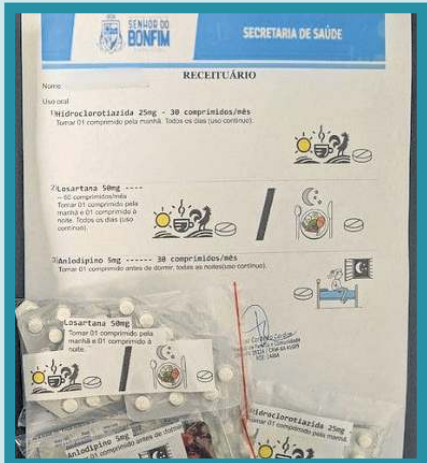 SENHOR DO
BONFIM
SECRETARIA DE SAÚDE
RECEITUÁRIO
Nome:
Uso oral
1)Hidroclorotiazida 25mg - 30 comprimidos/mês
Tomar 01 comprimido pela manhã. Todos os dias (uso contínuo).
2)Losartana 50mg ----
-- 60 comprimidos/mês
Tomar 01 comprimido pela
manhã e 01 comprimido à
noite. Todos os dias (uso
contínuo).
3)Anlodipino 5mg ------ 30 comprimidos/mês
Tomar 01 comprimido antes de dormir, todas as noites(uso contínuo).
Losartana 50mg
Tomar 01 comprimido pela
manhã e 01 comprimido à
noite.
Anlodipino 5mg
01 comprimido antes de dormir
Hidroclorotiazida 25mg
Tomar 01 comprimido pela manhã.